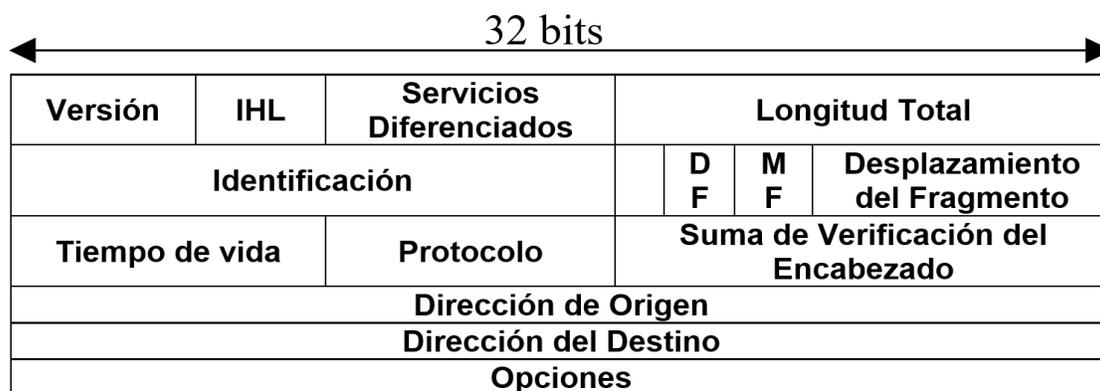 32 bits
Versión
IHL
Servicios
Diferenciados
Longitud Total
Identificación
D
F
M
F
Desplazamiento
del Fragmento
Tiempo de vida
Protocolo
Suma de Verificación del
Encabezado
Dirección de Origen
Dirección del Destino
Opciones